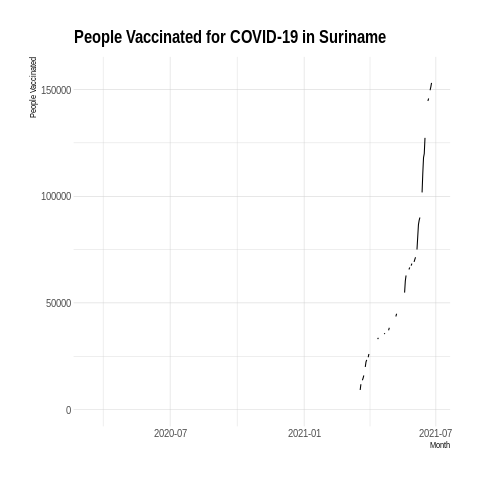 People Vaccinated for COVID-19 in Suriname
People Vaccinated
150000
100000
50000
0
2020-07 2021-01 2021-07
Month